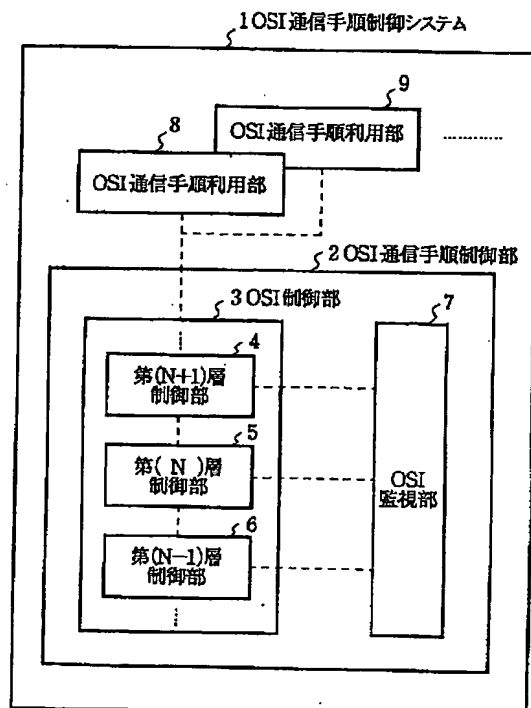 1 OSI通信手順制御システム
9
OSI通信手順利用部
8
OSI通信手順利用部
2 OSI通信手順制御部
3 OSI制御部
4
第(N+1)層
制御部
5
第( N )層
制御部
6
第(N−1)層
制御部
7
OSI
監視部